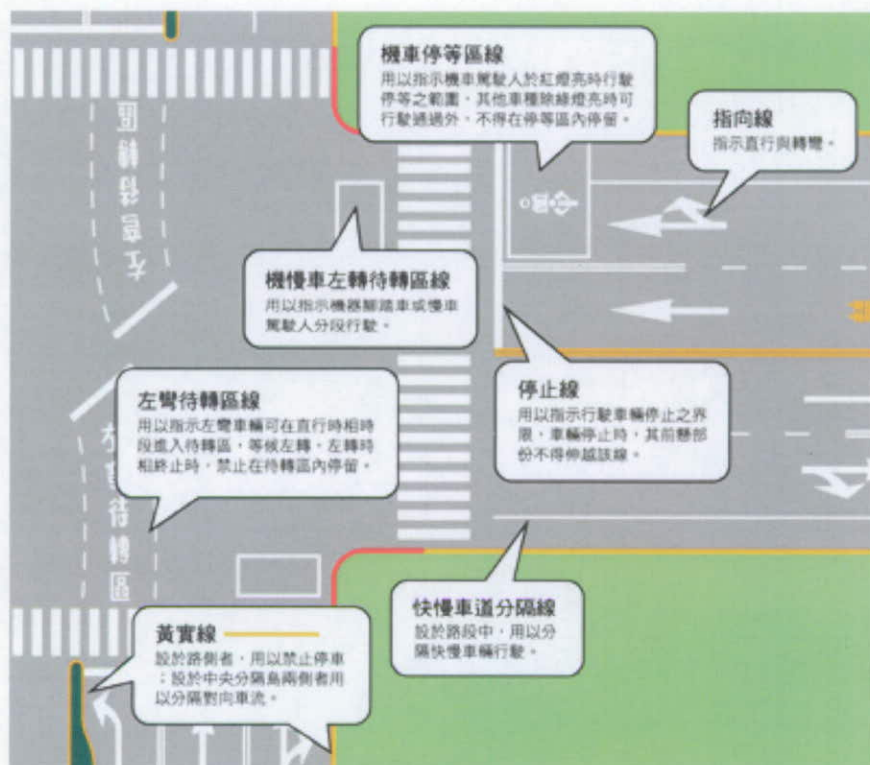 機車停等區線
用以指示機車駕駛人於紅燈亮時行駛
停等之範圍，其他車種除綠燈亮時可
行駛通過外，不得在停等區內停留。
指向線
指示直行與轉彎。
左彎待轉區
機慢車左轉待轉區線
用以指示機器腳踏車或慢車
駕駛人分段行駛。
停止線
用以指示行駛車輛停止之界
限，車輛停止時，其前懸部
份不得伸越該線。
左彎待轉區線
用以指示左彎車輛可在直行時相時
段進入待轉區，等候左轉，左轉時
相終止時，禁止在待轉區內停留。
左彎待轉區
快慢車道分隔線
設於路段中，用以分
隔快慢車輛行駛。
黃實線
設於路側者，用以禁止停車
；設於中央分隔島兩側者用
以分隔對向車流。